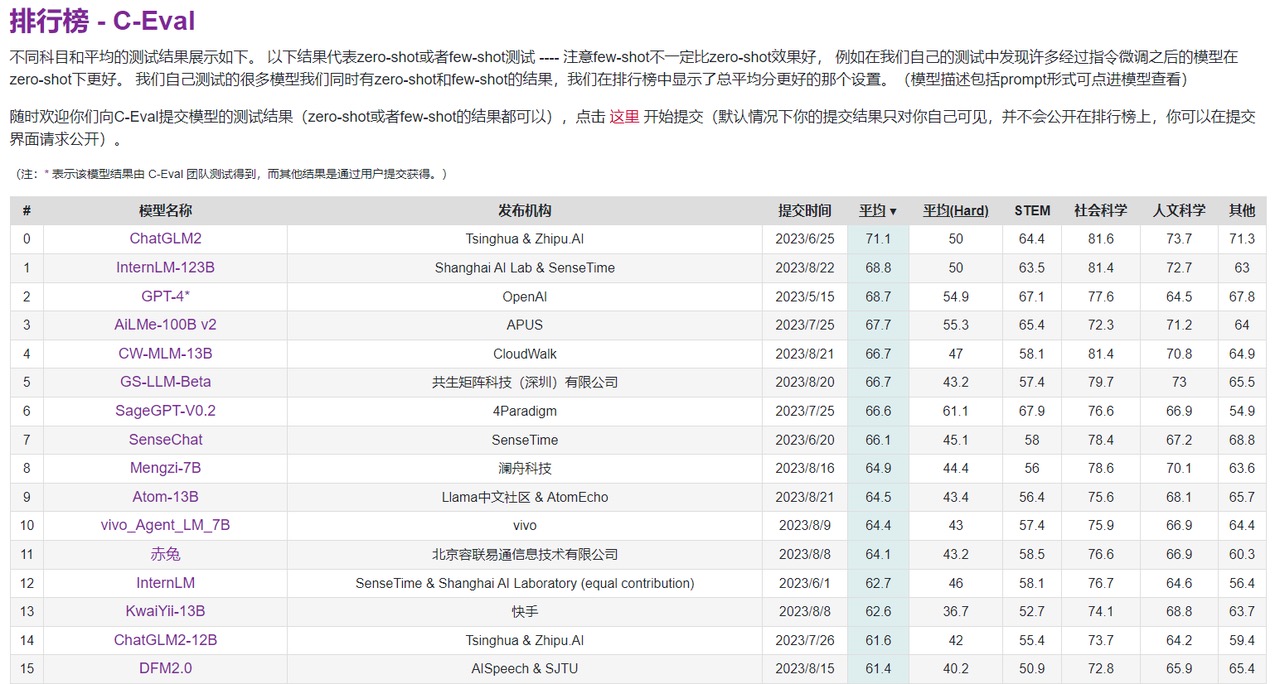 排行榜 - C-Eval
不同科目和平均的测试结果展示如下。 以下结果代表zero-shot或者few-shot测试 ---- 注意few-shot不一定比zero-shot效果好， 例如在我们自己的测试中发现许多经过指令微调之后的模型在
zero-shot下更好。 我们自己测试的很多模型我们同时有zero-shot和few-shot的结果，我们在排行榜中显示了总平均分更好的那个设置。（模型描述包括prompt形式可点进模型查看）
随时欢迎你们向C-Eval提交模型的测试结果（zero-shot或者few-shot的结果都可以），点击 这里 开始提交（默认情况下你的提交结果只对你自己可见，并不会公开在排行榜上，你可以在提交
界面请求公开）。
（注：* 表示该模型结果由 C-Eval 团队测试得到，而其他结果是通过用户提交获得。）
# 模型名称 发布机构 提交时间 平均▼ 平均(Hard) STEM 社会科学 人文科学 其他
0 ChatGLM2 Tsinghua & Zhipu.AI 2023/6/25 71.1 50 64.4 81.6 73.7 71.3
1 InternLM-123B Shanghai AI Lab & SenseTime 2023/8/22 68.8 50 63.5 81.4 72.7 63
2 GPT-4* OpenAI 2023/5/15 68.7 54.9 67.1 77.6 64.5 67.8
3 AiLMe-100B v2 APUS 2023/7/25 67.7 55.3 65.4 72.3 71.2 64
4 CW-MLM-13B CloudWalk 2023/8/21 66.7 47 58.1 81.4 70.8 64.9
5 GS-LLM-Beta 共生矩阵科技（深圳）有限公司 2023/8/20 66.7 43.2 57.4 79.7 73 65.5
6 SageGPT-V0.2 4Paradigm 2023/7/25 66.6 61.1 67.9 76.6 66.9 54.9
7 SenseChat SenseTime 2023/6/20 66.1 45.1 58 78.4 67.2 68.8
8 Mengzi-7B 澜舟科技 2023/8/16 64.9 44.4 56 78.6 70.1 63.6
9 Atom-13B Llama中文社区 & AtomEcho 2023/8/21 64.5 43.4 56.4 75.6 68.1 65.7
10 vivo_Agent_LM_7B vivo 2023/8/9 64.4 43 57.4 75.9 66.9 64.4
11 赤兔 北京容联易通信息技术有限公司 2023/8/8 64.1 43.2 58.5 76.6 66.9 60.3
12 InternLM SenseTime & Shanghai AI Laboratory (equal contribution) 2023/6/1 62.7 46 58.1 76.7 64.6 56.4
13 KwaiYii-13B 快手 2023/8/8 62.6 36.7 52.7 74.1 68.8 63.7
14 ChatGLM2-12B Tsinghua & Zhipu.AI 2023/7/26 61.6 42 55.4 73.7 64.2 59.4
15 DFM2.0 AISpeech & SJTU 2023/8/15 61.4 40.2 50.9 72.8 65.9 65.4